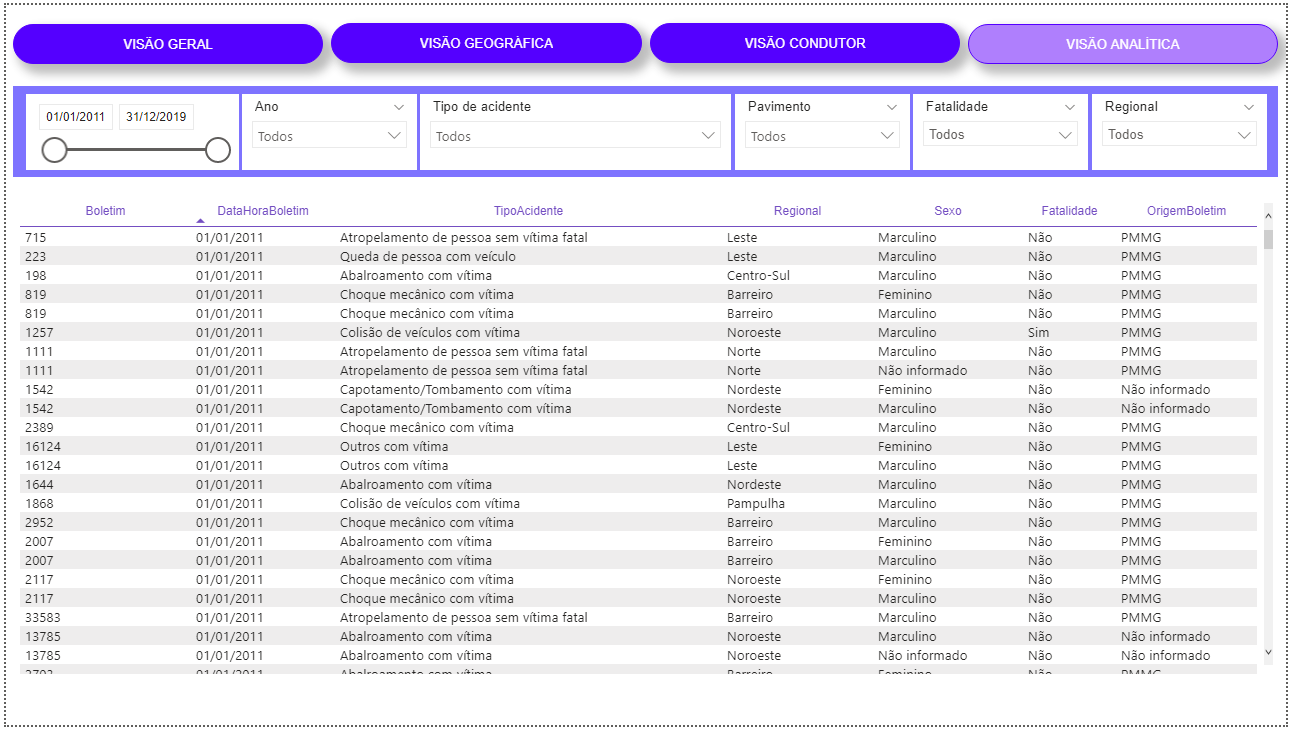 VISÃO GERAL VISÃO GEOGRÁFICA VISÃO CONDUTOR VISÃO ANALÍTICA
01/01/2011 31/12/2019 Ano Tipo de acidente Pavimento Fatalidade Regional
Todos Todos Todos Todos Todos
Boletim DataHoraBoletim TipoAcidente Regional Sexo Fatalidade OrigemBoletim
715 01/01/2011 Atropelamento de pessoa sem vítima fatal Leste Marculino Não PMMG
223 01/01/2011 Queda de pessoa com veículo Leste Marculino Não PMMG
198 01/01/2011 Abalroamento com vítima Centro-Sul Marculino Não PMMG
819 01/01/2011 Choque mecânico com vítima Barreiro Feminino Não PMMG
819 01/01/2011 Choque mecânico com vítima Barreiro Marculino Não PMMG
1257 01/01/2011 Colisão de veículos com vítima Noroeste Marculino Sim PMMG
1111 01/01/2011 Atropelamento de pessoa sem vítima fatal Norte Marculino Não PMMG
1111 01/01/2011 Atropelamento de pessoa sem vítima fatal Norte Não informado Não PMMG
1542 01/01/2011 Capotamento/Tombamento com vítima Nordeste Feminino Não Não informado
1542 01/01/2011 Capotamento/Tombamento com vítima Nordeste Marculino Não Não informado
2389 01/01/2011 Choque mecânico com vítima Centro-Sul Marculino Não PMMG
16124 01/01/2011 Outros com vítima Leste Feminino Não PMMG
16124 01/01/2011 Outros com vítima Leste Marculino Não PMMG
1644 01/01/2011 Abalroamento com vítima Nordeste Marculino Não PMMG
1868 01/01/2011 Colisão de veículos com vítima Pampulha Marculino Não PMMG
2952 01/01/2011 Choque mecânico com vítima Barreiro Marculino Não PMMG
2007 01/01/2011 Abalroamento com vítima Barreiro Feminino Não PMMG
2007 01/01/2011 Abalroamento com vítima Barreiro Marculino Não PMMG
2117 01/01/2011 Choque mecânico com vítima Noroeste Feminino Não PMMG
2117 01/01/2011 Choque mecânico com vítima Noroeste Marculino Não PMMG
33583 01/01/2011 Atropelamento de pessoa sem vítima fatal Barreiro Marculino Não PMMG
13785 01/01/2011 Abalroamento com vítima Noroeste Marculino Não Não informado
13785 01/01/2011 Abalroamento com vítima Noroeste Não informado Não Não informado
01/01/2011 Abalroamento com vítima Barreiro Feminino Não PMMG